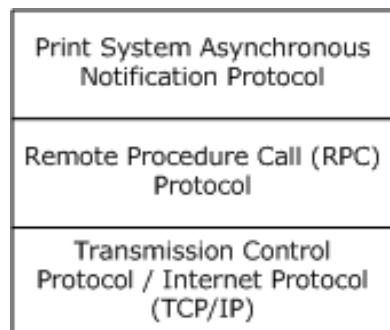 Print System Asynchronous
Notification Protocol
Remote Procedure Call (RPC)
Protocol
Transmission Control
Protocol / Internet Protocol
(TCP/IP)